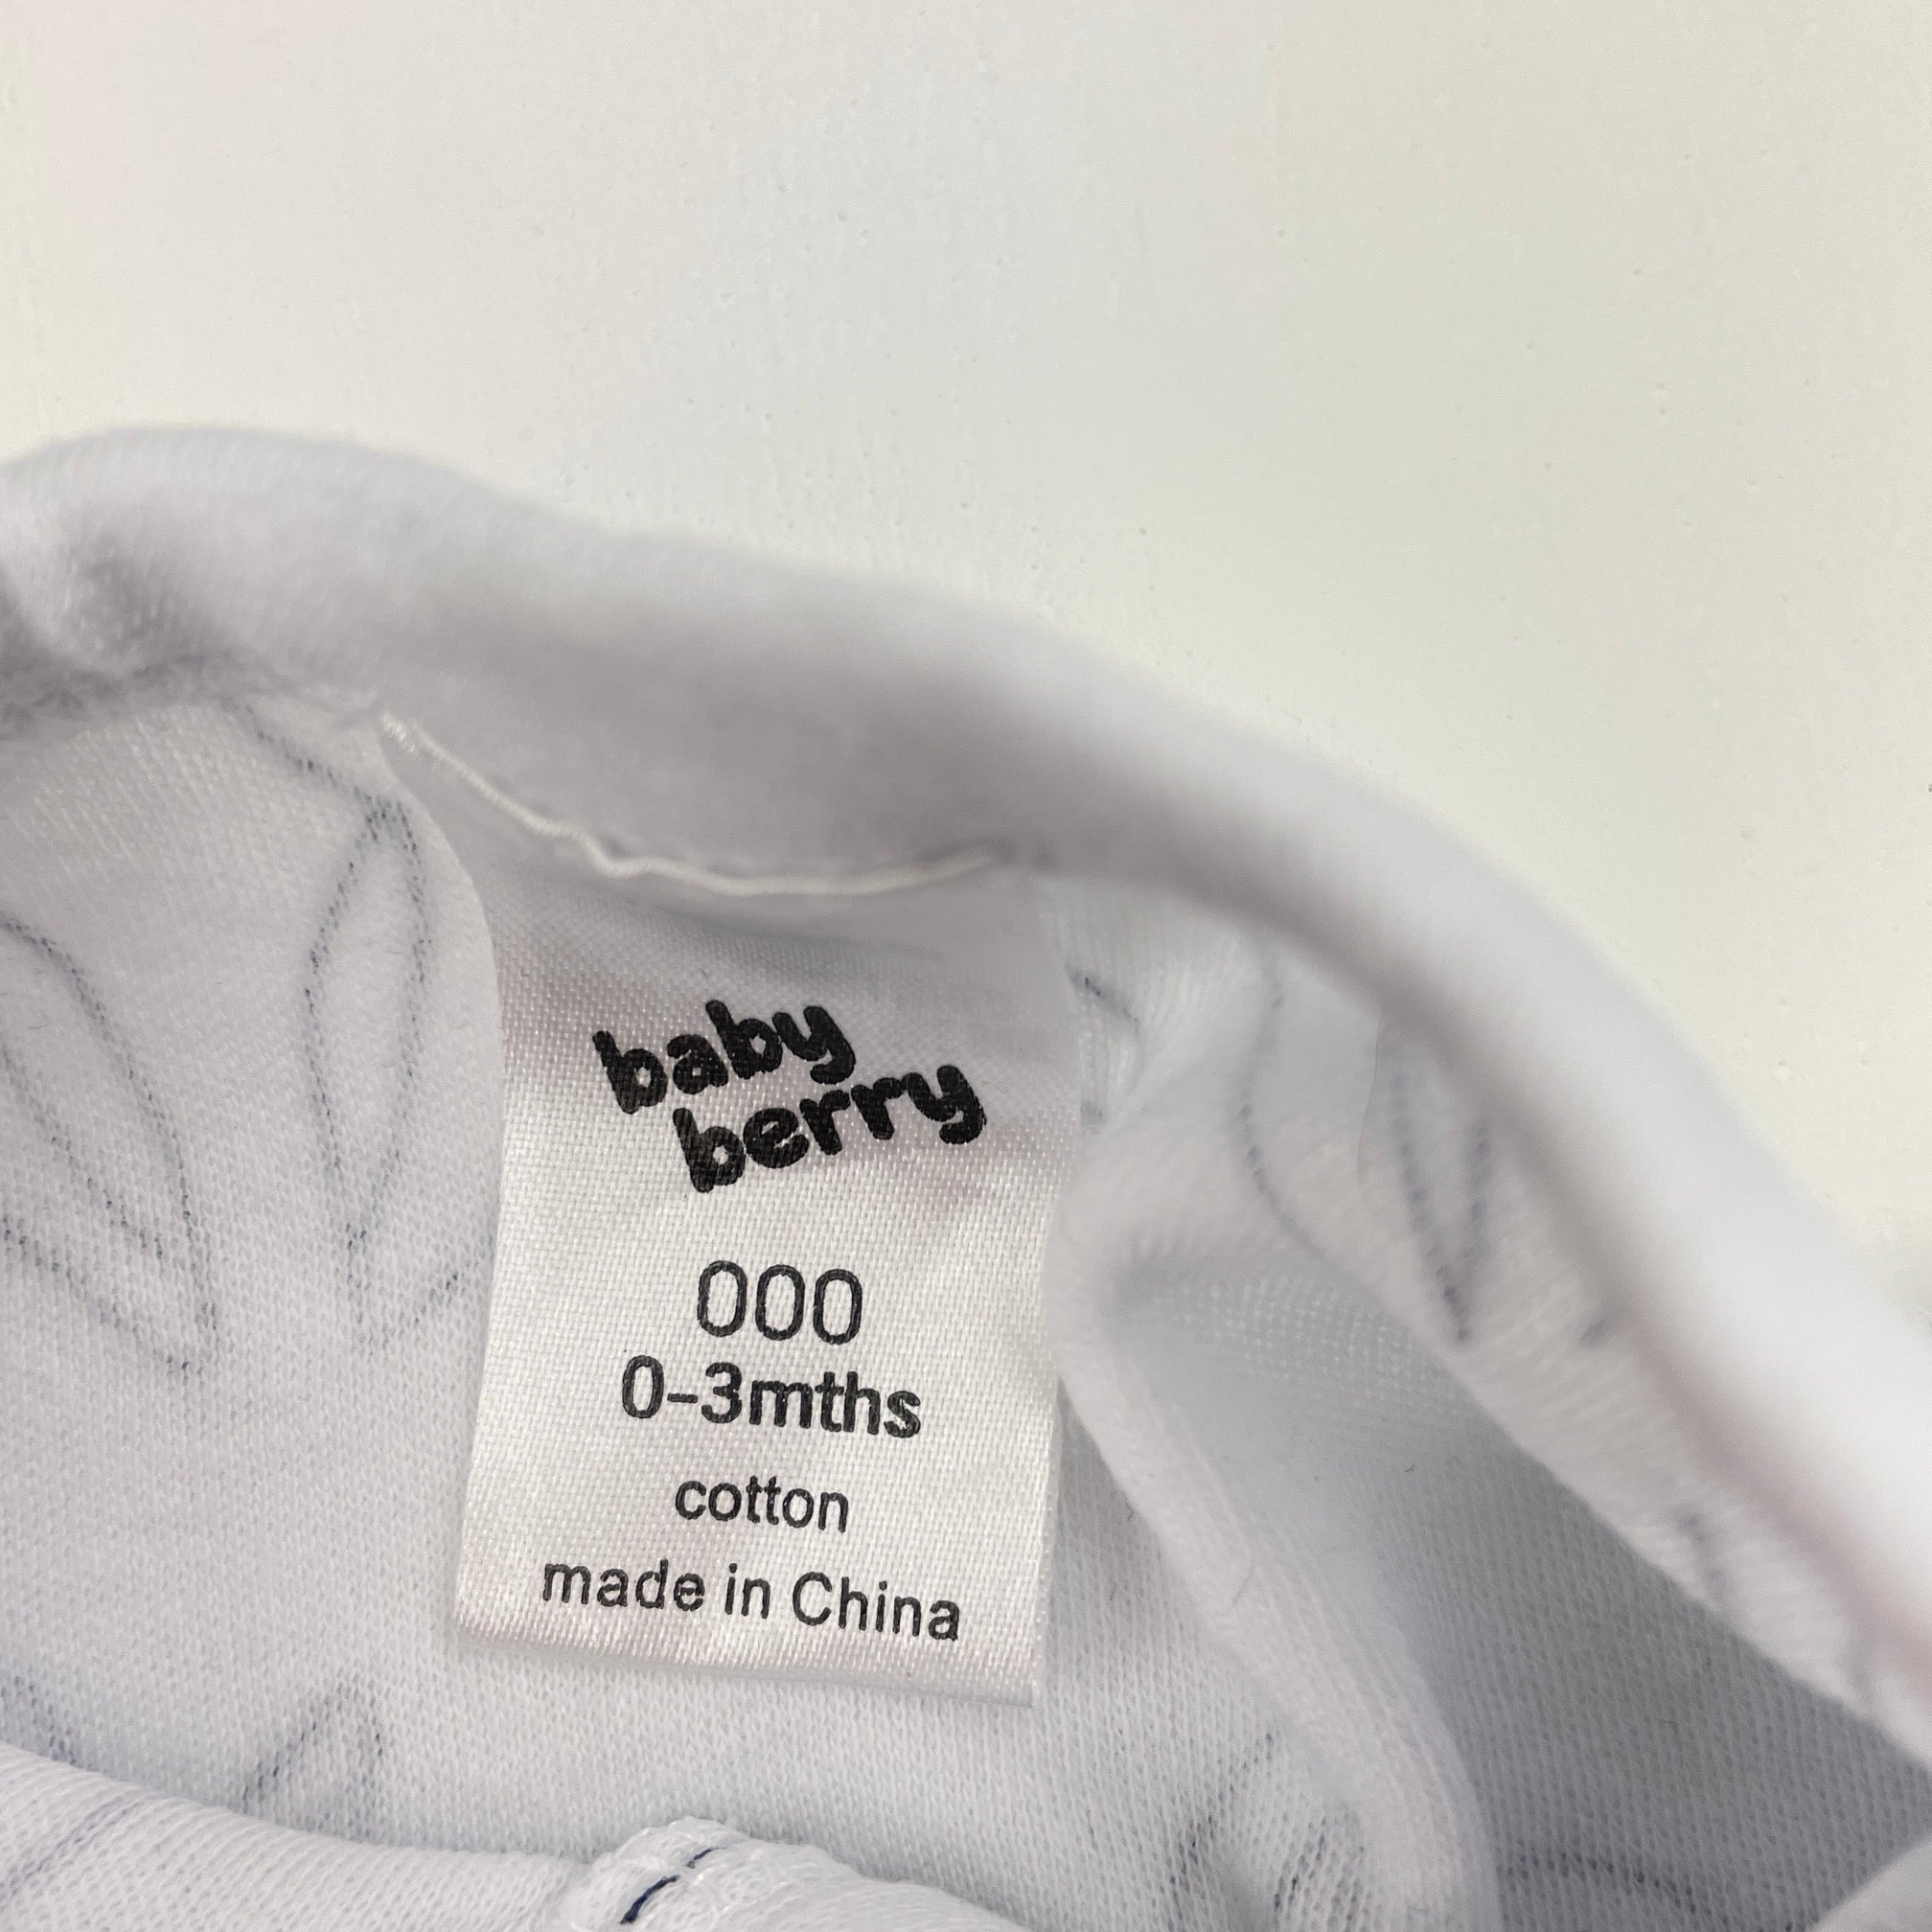 baby
berry
000
0-3mths
cotton
made in China